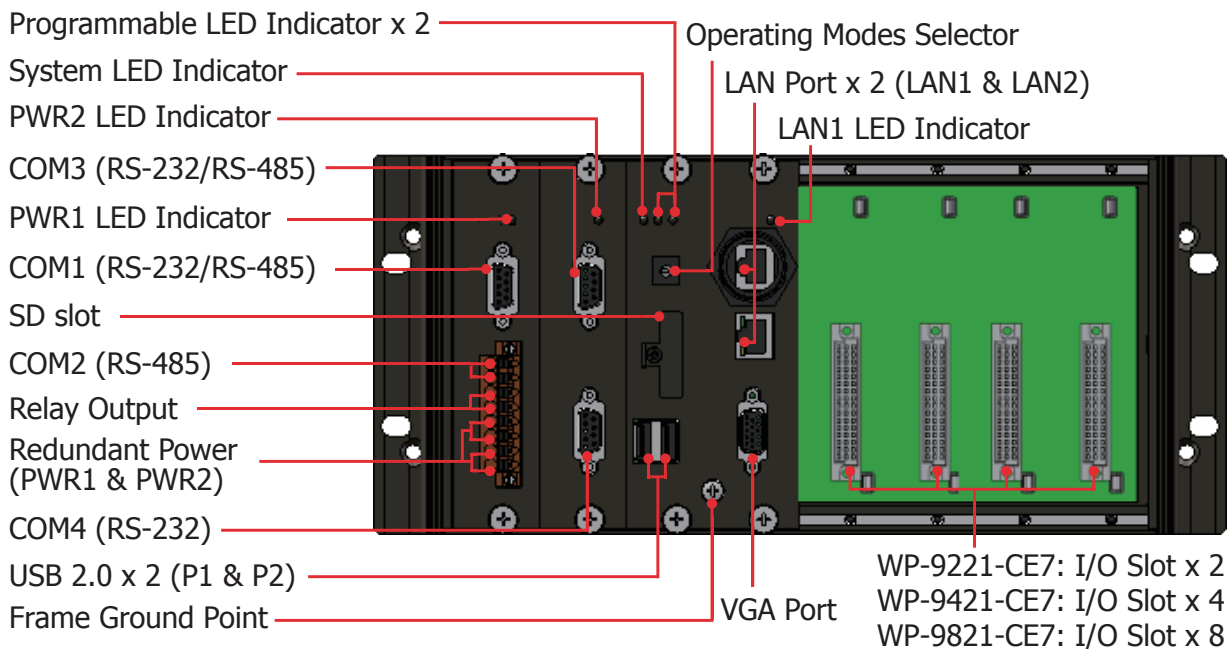 Programmable LED Indicator x 2
System LED Indicator
PWR2 LED Indicator
COM3 (RS-232/RS-485)
PWR1 LED Indicator
COM1 (RS-232/RS-485)
SD slot
COM2 (RS-485)
Relay Output
Redundant Power
(PWR1 & PWR2)
COM4 (RS-232)
USB 2.0 x 2 (P1 & P2)
Frame Ground Point
Operating Modes Selector
LAN Port x 2 (LAN1 & LAN2)
LAN1 LED Indicator
VGA Port
WP-9221-CE7: I/O Slot x 2
WP-9421-CE7: I/O Slot x 4
WP-9821-CE7: I/O Slot x 8